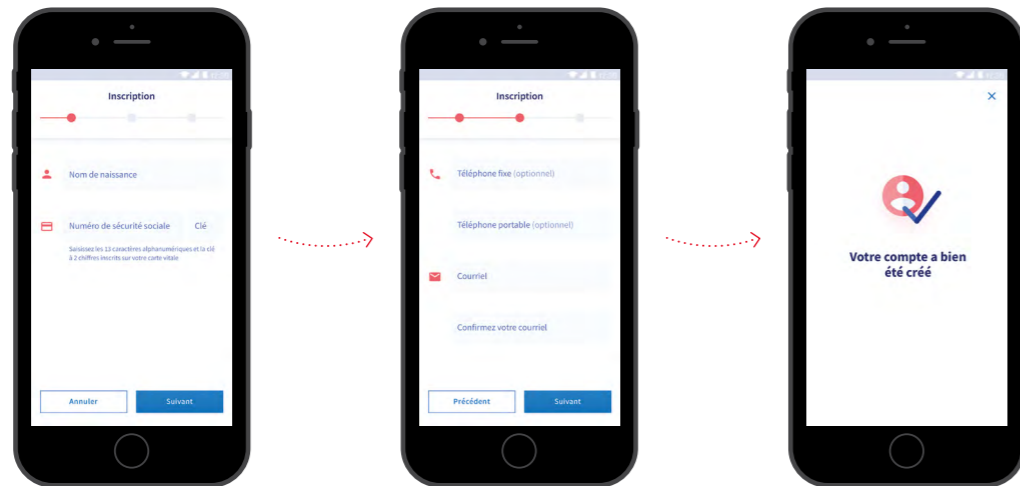 Inscription
Nom de naissance
Numéro de sécurité sociale Clé
Saisissez les 13 caractères alphanumériques et la clé
à 2 chiffres inscrits sur votre carte vitale
Annuler Suivant
Inscription
Téléphone fixe (optionnel)
Téléphone portable (optionnel)
Courriel
Confirmez votre courriel
Précédent Suivant
Votre compte a bien
été créé